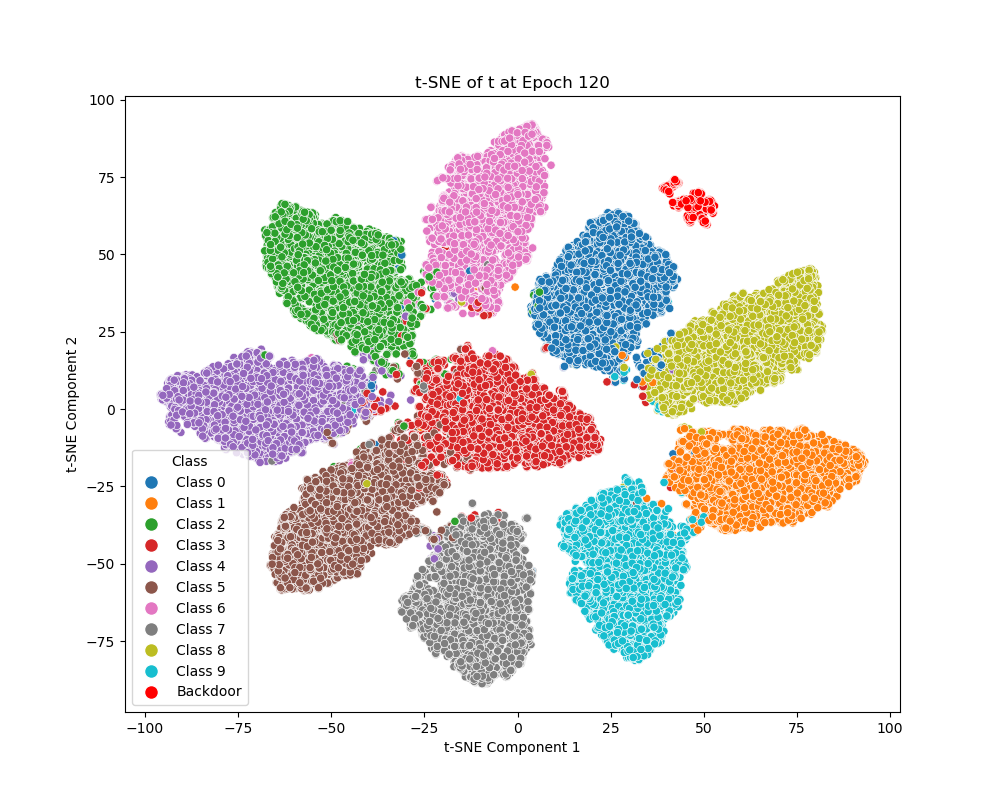 t-SNE of t at Epoch 120
100
75
50
25
0
−25
−50
−75
t-SNE Component 2
Class
Class 0
Class 1
Class 2
Class 3
Class 4
Class 5
Class 6
Class 7
Class 8
Class 9
Backdoor
−100 −75 −50 −25 0 25 50 75 100
t-SNE Component 1